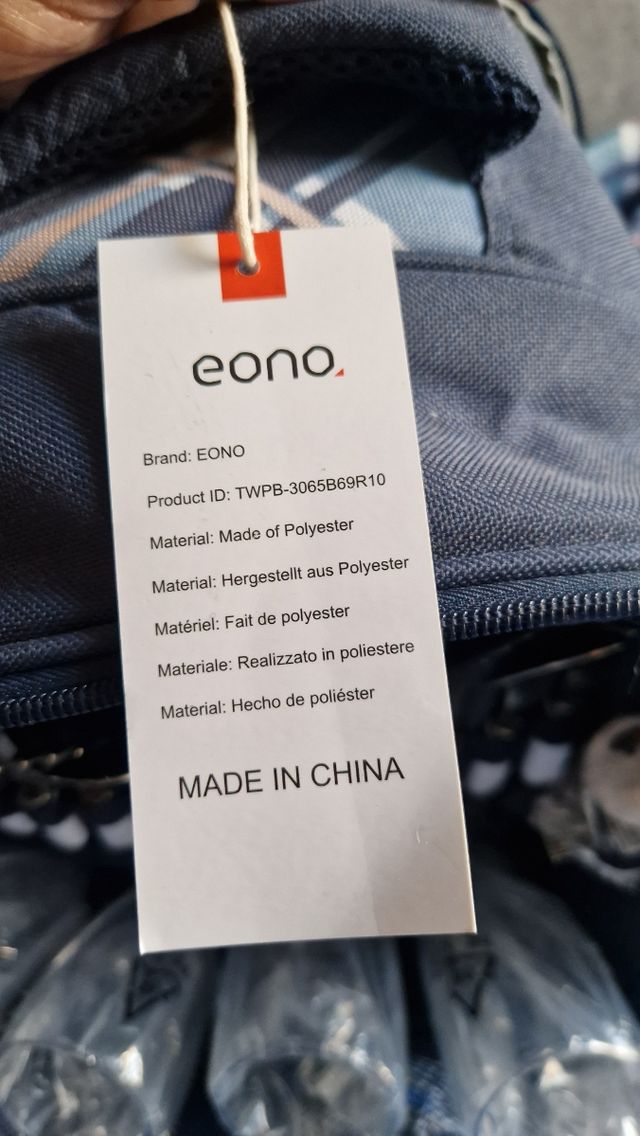 eono
Brand: EONO
Product ID: TWPB-3065B69R10
Material: Made of Polyester
Material: Hergestellt aus Polyester
Matériel: Fait de polyester
Materiale: Realizzato in poliestere
Material: Hecho de poliéster
MADE IN CHINA